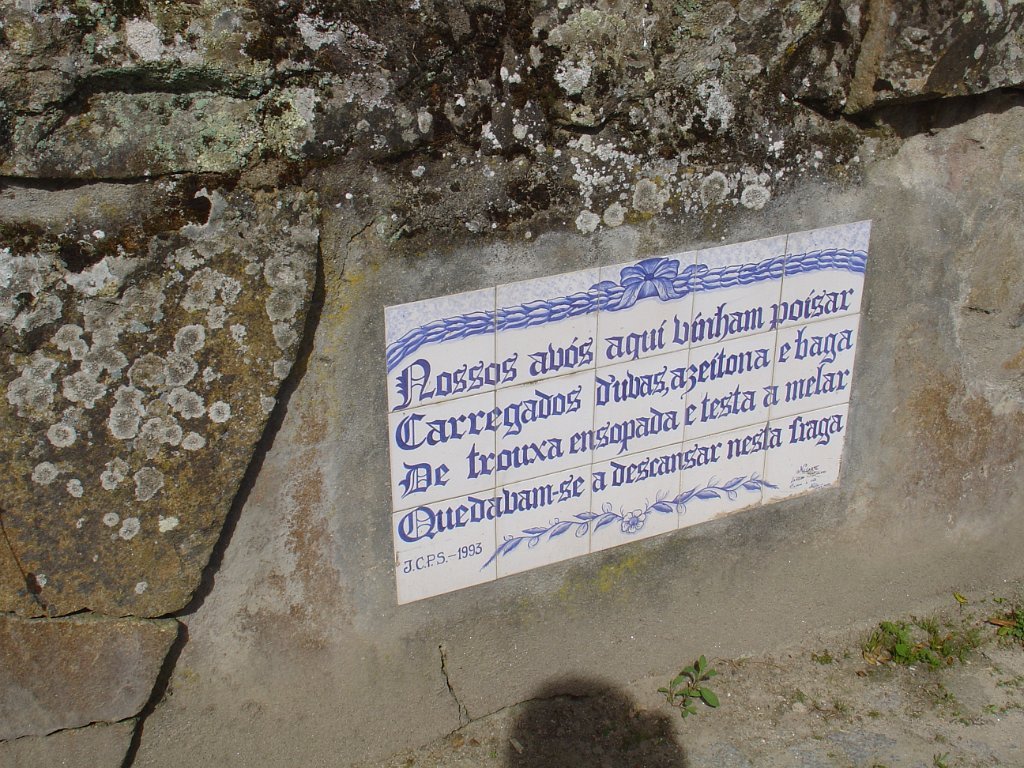 Nossos avós aqui vinham poisar
Carregados d'uvas, azeitona e baga
De trouxa ensopada e testa a melar
Quedavam-se a descansar nesta fraga
J.C.P.S.-1993